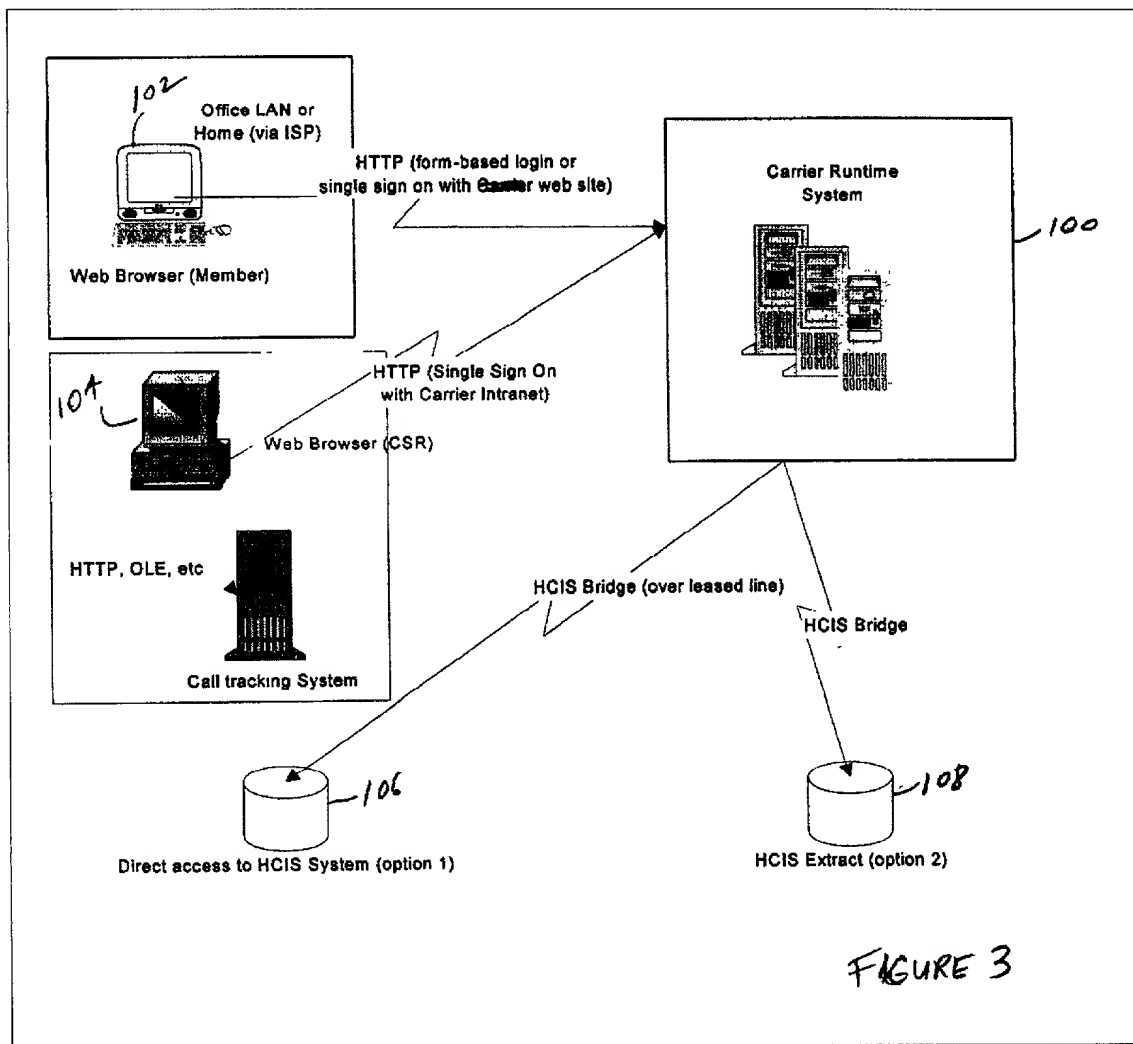 102
Office LAN or
Home (via ISP)
HTTP (form-based login or
single sign on with Carrier web site)
Web Browser (Member)
Carrier Runtime
System
100
HTTP (Single Sign On
with Carrier Intranet)
104
Web Browser (CSR)
HTTP, OLE, etc
Call tracking System
HCIS Bridge (over leased line)
HCIS Bridge
106
108
Direct access to HCIS System (option 1)
HCIS Extract (option 2)
FIGURE 3